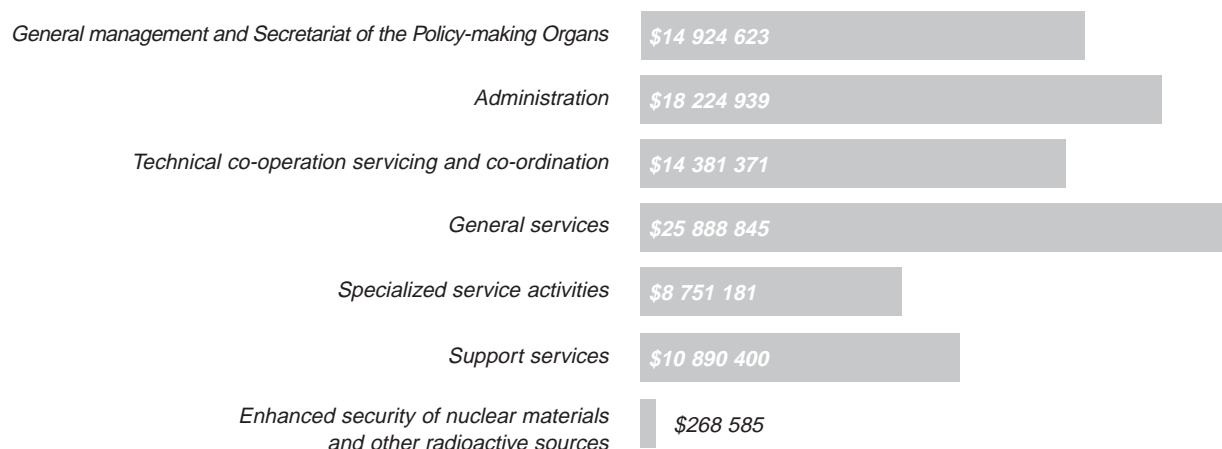 General management and Secretariat of the Policy-making Organs $14 924 623
Administration $18 224 939
Technical co-operation servicing and co-ordination $14 381 371
General services $25 888 845
Specialized service activities $8 751 181
Support services $10 890 400
Enhanced security of nuclear materials
and other radioactive sources $268 585